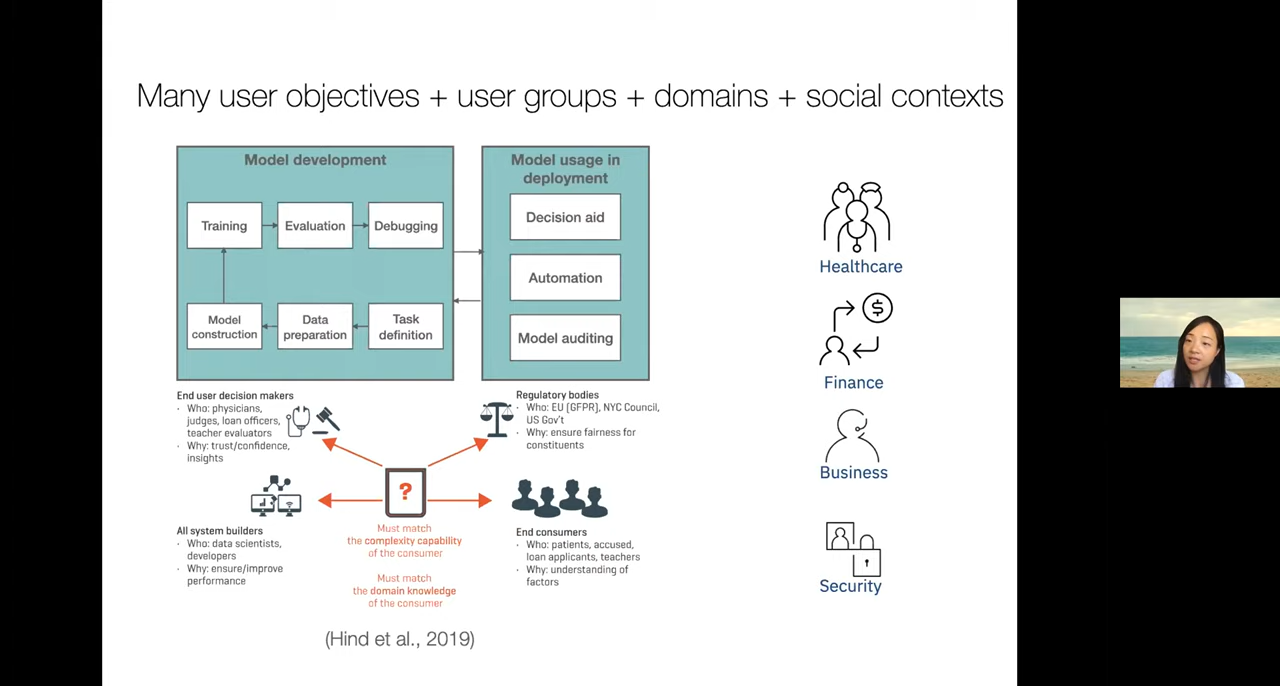 Many user objectives + user groups + domains + social contexts
Model development
Training
Evaluation
Debugging
Model
construction
Data
preparation
Task
definition
Model usage in
deployment
Decision aid
Automation
Model auditing
End user decision makers
· Who: physicians,
judges, loan officers,
teacher evaluators
· Why: trust/confidence,
insights
Regulatory bodies
· Who: EU (GFPR), NYC Council,
US Gov't
· Why: ensure fairness for
constituents
?
All system builders
· Who: data scientists,
developers
· Why: ensure/improve
performance
Must match
the complexity capability
of the consumer
Must match
the domain knowledge
of the consumer
End consumers
· Who: patients, accused,
loan applicants, teachers
· Why: understanding of
factors
(Hind et al., 2019)
$
Healthcare
Finance
Business
Security